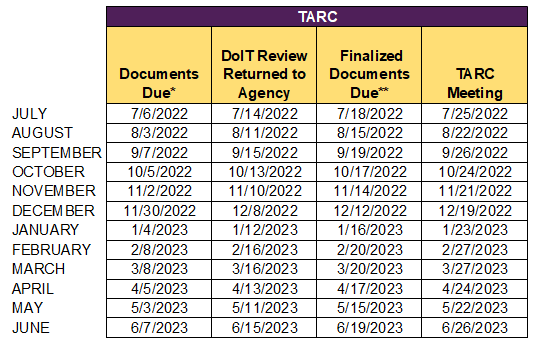 TARC
Documents Due* DoIT Review Returned to Agency Finalized Documents Due** TARC Meeting
JULY 7/6/2022 7/14/2022 7/18/2022 7/25/2022
AUGUST 8/3/2022 8/11/2022 8/15/2022 8/22/2022
SEPTEMBER 9/7/2022 9/15/2022 9/19/2022 9/26/2022
OCTOBER 10/5/2022 10/13/2022 10/17/2022 10/24/2022
NOVEMBER 11/2/2022 11/10/2022 11/14/2022 11/21/2022
DECEMBER 11/30/2022 12/8/2022 12/12/2022 12/19/2022
JANUARY 1/4/2023 1/12/2023 1/16/2023 1/23/2023
FEBRUARY 2/8/2023 2/16/2023 2/20/2023 2/27/2023
MARCH 3/8/2023 3/16/2023 3/20/2023 3/27/2023
APRIL 4/5/2023 4/13/2023 4/17/2023 4/24/2023
MAY 5/3/2023 5/11/2023 5/15/2023 5/22/2023
JUNE 6/7/2023 6/15/2023 6/19/2023 6/26/2023